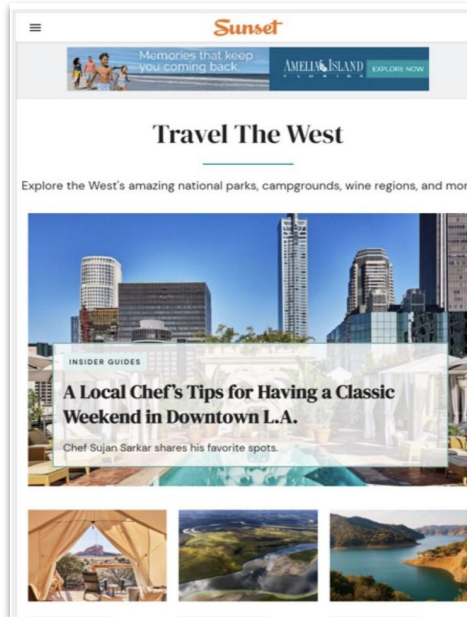 Sunset
Memories that keep
you coming back
AMELIA ISLAND
FLORIDA
EXPLORE NOW
Travel The West
Explore the West's amazing national parks, campgrounds, wine regions, and mor
INSIDER GUIDES
A Local Chef's Tips for Having a Classic
Weekend in Downtown L.A.
Chef Sujan Sarkar shares his favorite spots.